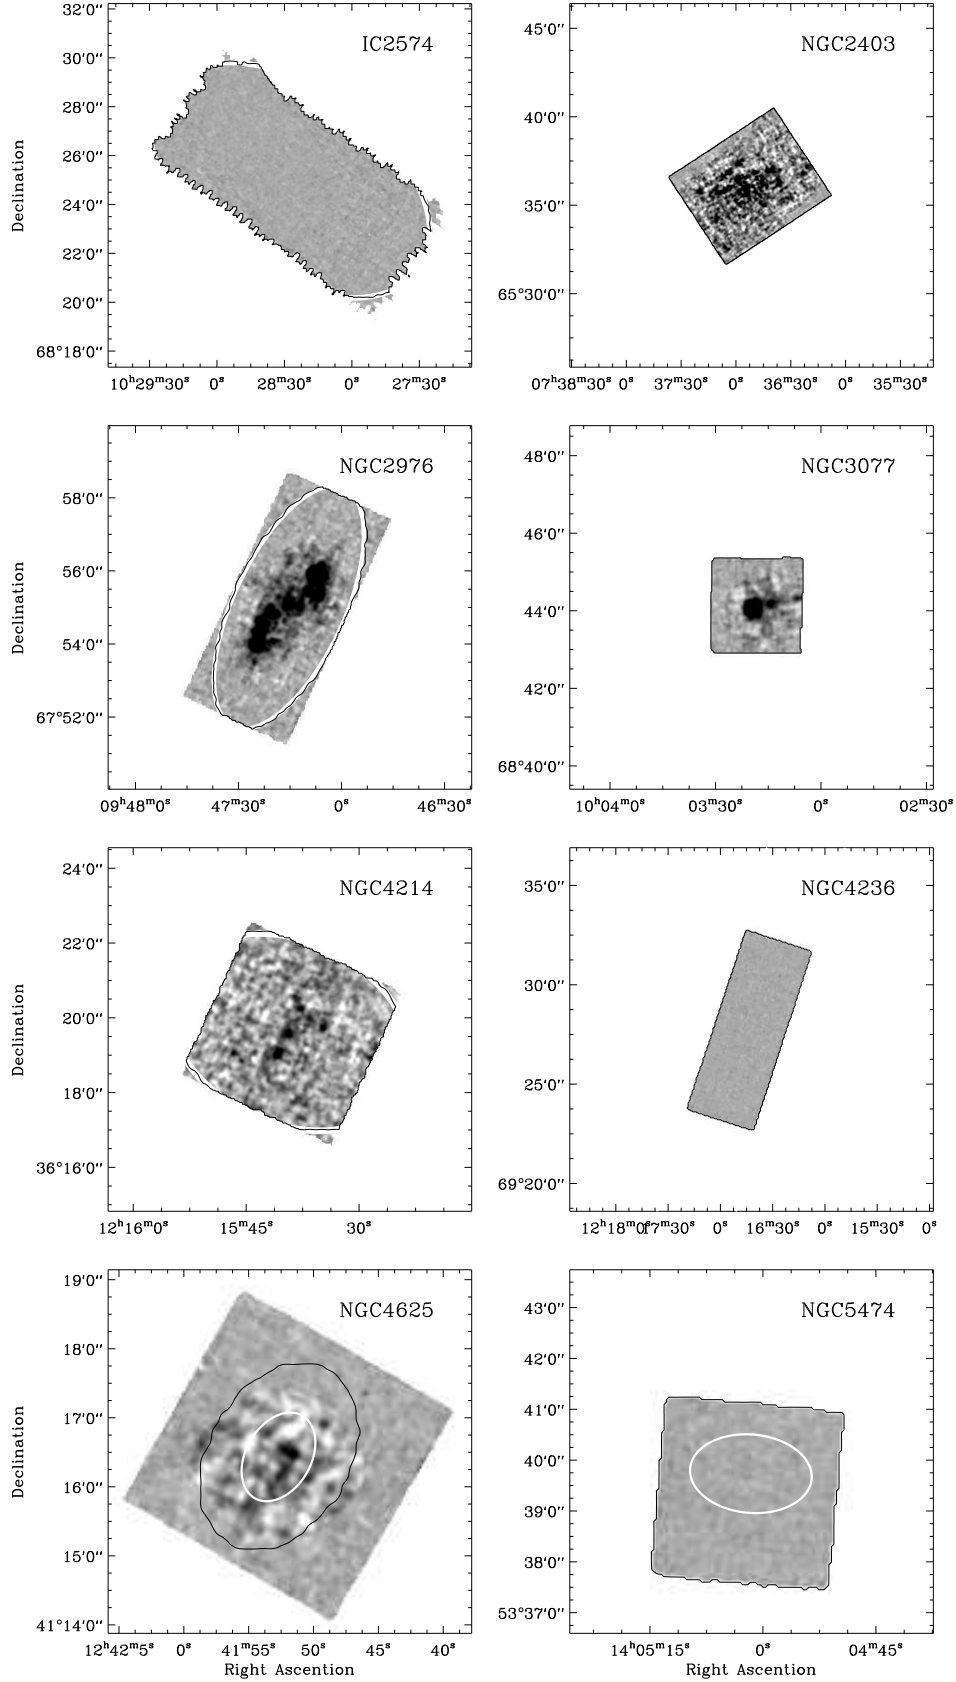 IC2574
32′0″
30′0″
28′0″
26′0″
24′0″
22′0″
20′0″
68°18′0″
Declination
10ʰ29ᵐ30ˢ 0ˢ 28ᵐ30ˢ 0ˢ 27ᵐ30ˢ
NGC2403
45′0″
40′0″
35′0″
65°30′0″
07ʰ38ᵐ30ˢ 0ˢ 37ᵐ30ˢ 0ˢ 36ᵐ30ˢ 0ˢ 35ᵐ30ˢ
NGC2976
58′0″
56′0″
54′0″
67°52′0″
Declination
09ʰ48ᵐ0ˢ 47ᵐ30ˢ 0ˢ 46ᵐ30ˢ
NGC3077
48′0″
46′0″
44′0″
42′0″
68°40′0″
10ʰ04ᵐ0ˢ 03ᵐ30ˢ 0ˢ 02ᵐ30ˢ
NGC4214
24′0″
22′0″
20′0″
18′0″
36°16′0″
Declination
12ʰ16ᵐ0ˢ 15ᵐ45ˢ 30ˢ
NGC4236
35′0″
30′0″
25′0″
69°20′0″
12ʰ18ᵐ0ˢ 17ᵐ30ˢ 0ˢ 16ᵐ30ˢ 0ˢ 15ᵐ30ˢ 0ˢ
NGC4625
19′0″
18′0″
17′0″
16′0″
15′0″
41°14′0″
Declination
12ʰ42ᵐ5ˢ 0ˢ 41ᵐ55ˢ 50ˢ 45ˢ 40ˢ
Right Ascention
NGC5474
43′0″
42′0″
41′0″
40′0″
39′0″
38′0″
53°37′0″
14ʰ05ᵐ15ˢ 0ˢ 04ᵐ45ˢ
Right Ascention